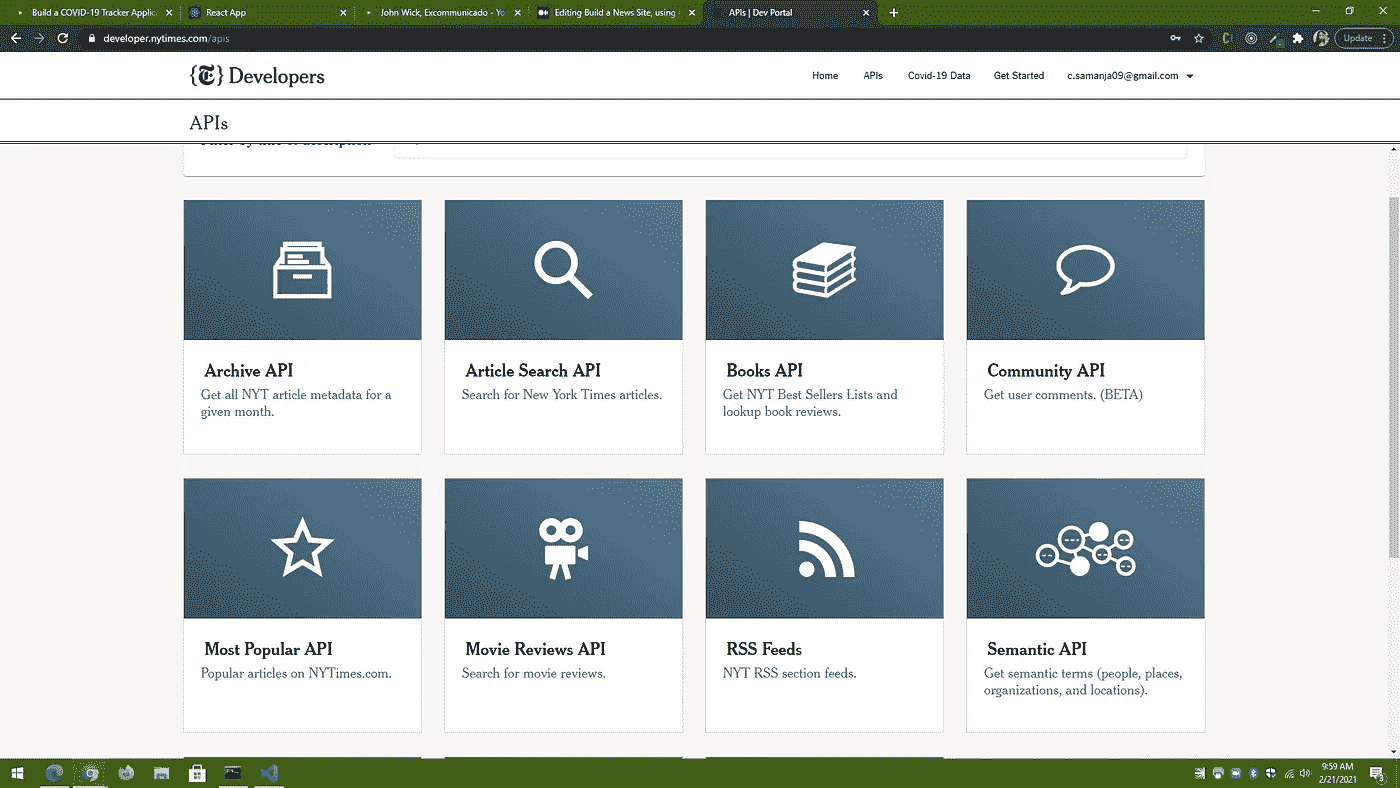 Build a COVID-19 Tracker Applic
React App
John Wick, Excommunicado - Yo
Editing Build a News Site, using
APIs | Dev Portal
developer.nytimes.com/apis
Update
{T} Developers
Home
APIs
Covid-19 Data
Get Started
c.samanja09@gmail.com
APIs
Archive API
Get all NYT article metadata for a
given month.
Article Search API
Search for New York Times articles.
Books API
Get NYT Best Sellers Lists and
lookup book reviews.
Community API
Get user comments. (BETA)
Most Popular API
Popular articles on NYTimes.com.
Movie Reviews API
Search for movie reviews.
RSS Feeds
NYT RSS section feeds.
Semantic API
Get semantic terms (people, places,
organizations, and locations).
9:59 AM
2/21/2021
3